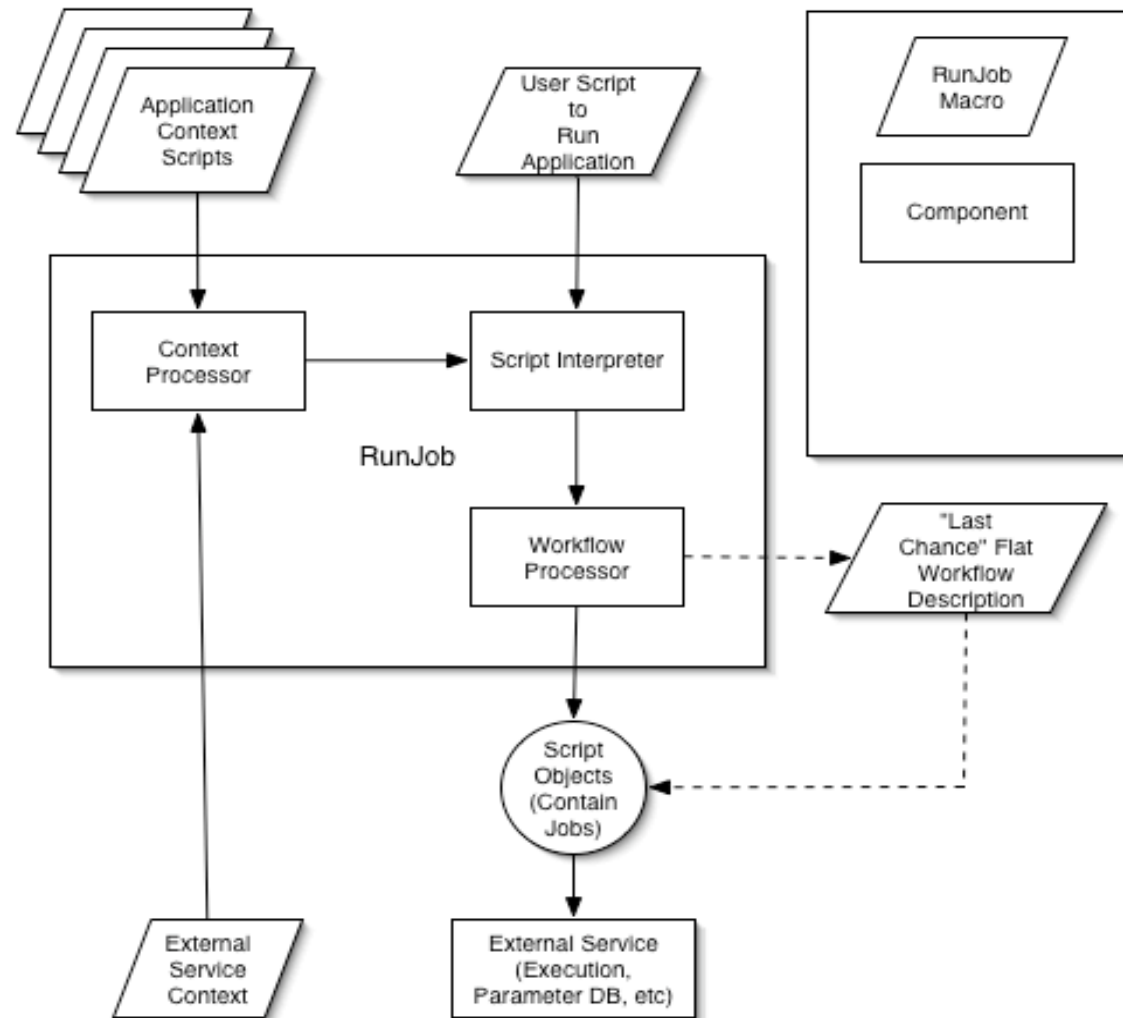 Application
Context
Scripts
User Script
to
Run
Application
RunJob
Macro
Component
Context
Processor
Script Interpreter
RunJob
Workflow
Processor
"Last
Chance" Flat
Workflow
Description
Script
Objects
(Contain
Jobs)
External
Service
Context
External Service
(Execution,
Parameter DB, etc)